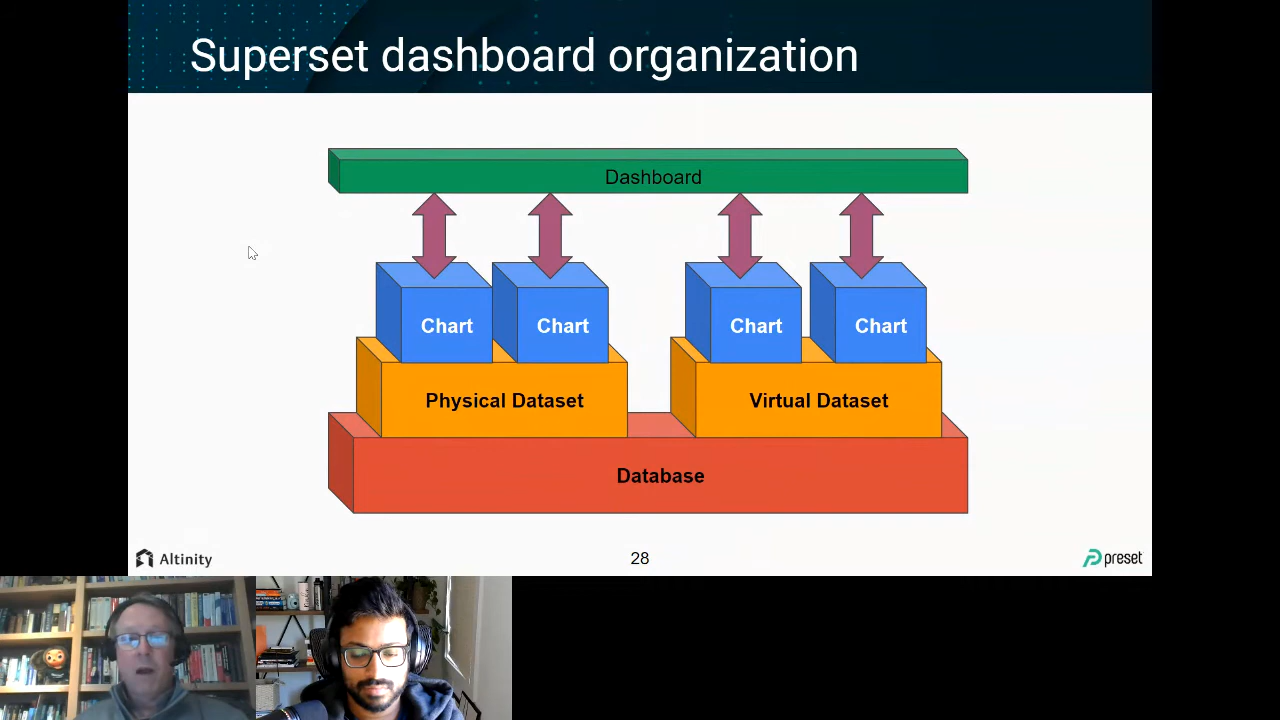 Superset dashboard organization
Dashboard
Chart
Chart
Chart
Chart
Physical Dataset
Virtual Dataset
Database
Altinity
28
preset